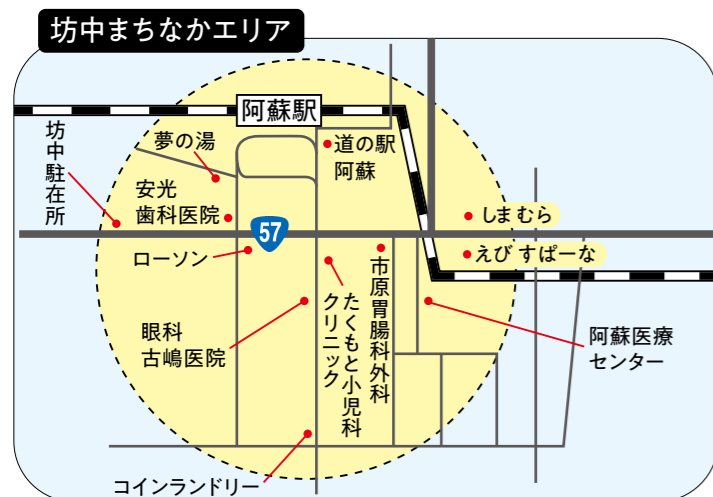 坊中まちなかエリア
阿蘇駅
坊中駐在所
夢の湯
道の駅
阿蘇
安光
歯科医院
しまむら
57
ローソン
えびすぱーな
市原胃腸科外科
たくもと小児科
クリニック
眼科
古嶋医院
阿蘇医療
センター
コインランドリー